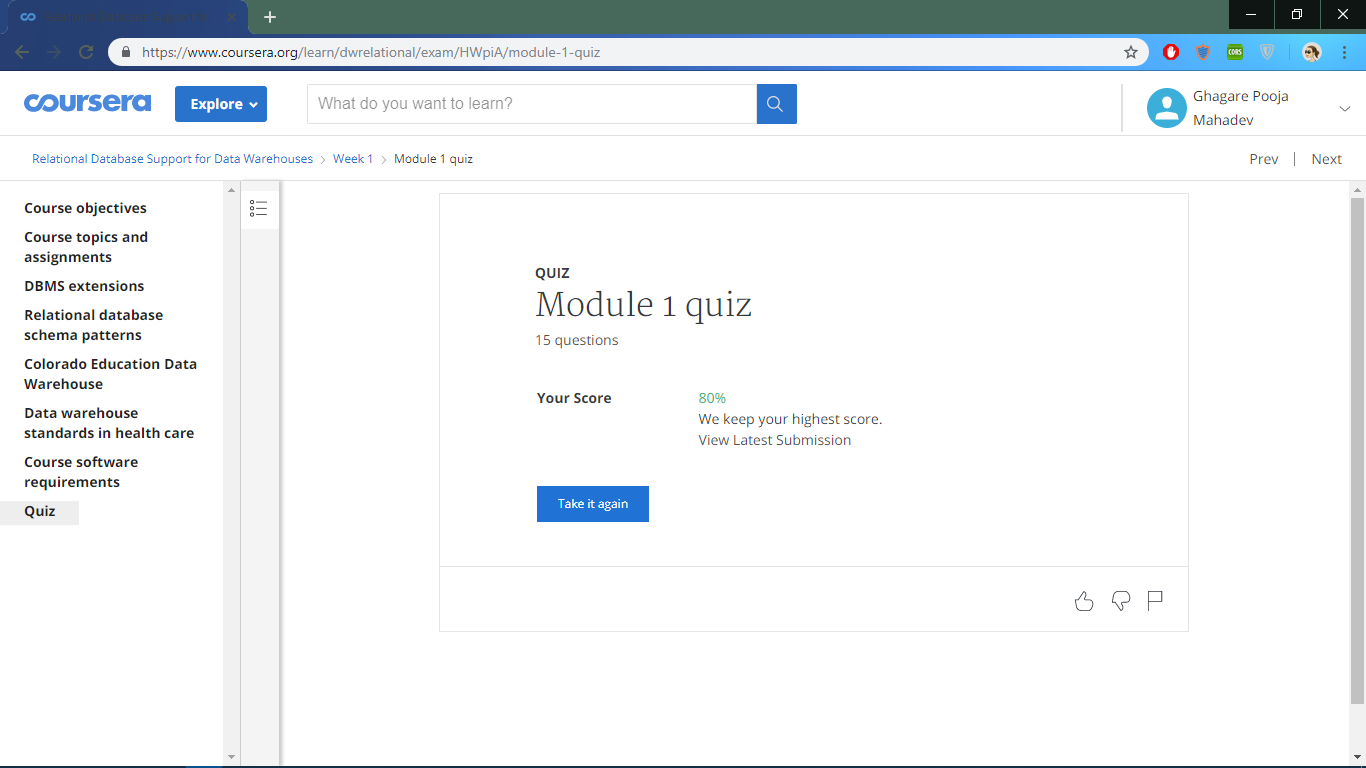 https://www.coursera.org/learn/dwrelational/exam/HWpiA/module-1-quiz
CORS
coursera
Explore
What do you want to learn?
Ghagare Pooja
Mahadev
Relational Database Support for Data Warehouses > Week 1 > Module 1 quiz
Prev | Next
Course objectives
Course topics and
assignments
DBMS extensions
Relational database
schema patterns
Colorado Education Data
Warehouse
Data warehouse
standards in health care
Course software
requirements
Quiz
QUIZ
Module 1 quiz
15 questions
Your Score
80%
We keep your highest score.
View Latest Submission
Take it again